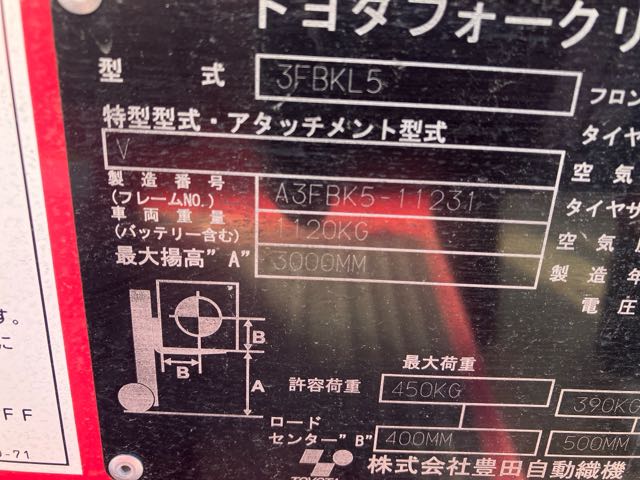 トヨタフォークリ
型 式 3FBKL5
フロン
特型型式・アタッチメント型式
タイヤ
V
空気
製造番号
(フレームNO.) A3FBK5-11231
タイヤサ
車両重量
(バッテリー含む) 1120KG
空気圧
最大揚高"A" 3000MM
製造年
電圧
す。
に
B
B
A
最大荷重
許容荷重 450KG 390KG
FF
ロード
センター"B" 400MM 500MM
-71
TOYOTA 株式会社豊田自動織機